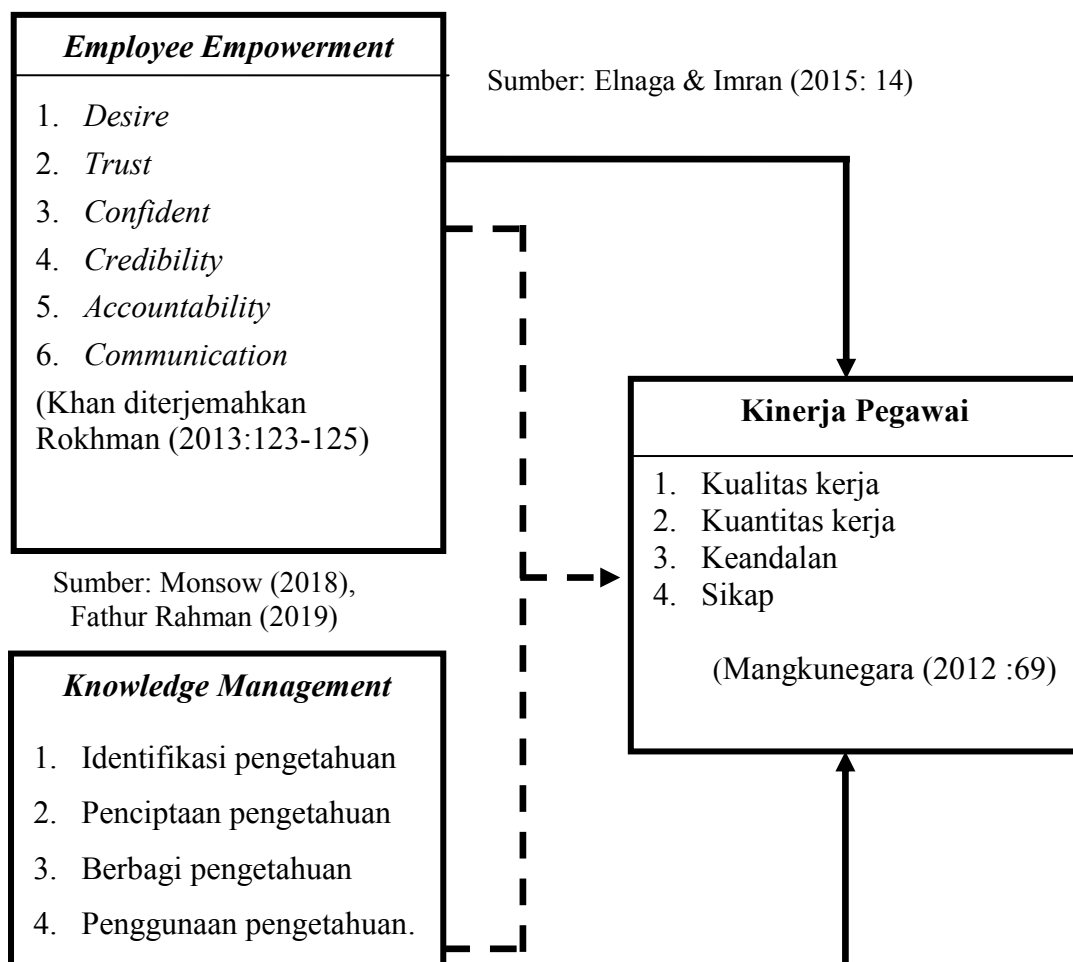 Employee Empowerment
Sumber: Elnaga & Imran (2015: 14)
1. Desire
2. Trust
3. Confident
4. Credibility
5. Accountability
6. Communication
(Khan diterjemahkan
Rokhman (2013:123-125)
Kinerja Pegawai
1. Kualitas kerja
2. Kuantitas kerja
3. Keandalan
4. Sikap
(Mangkunegara (2012 :69)
Sumber: Monsow (2018),
Fathur Rahman (2019)
Knowledge Management
1. Identifikasi pengetahuan
2. Penciptaan pengetahuan
3. Berbagi pengetahuan
4. Penggunaan pengetahuan.